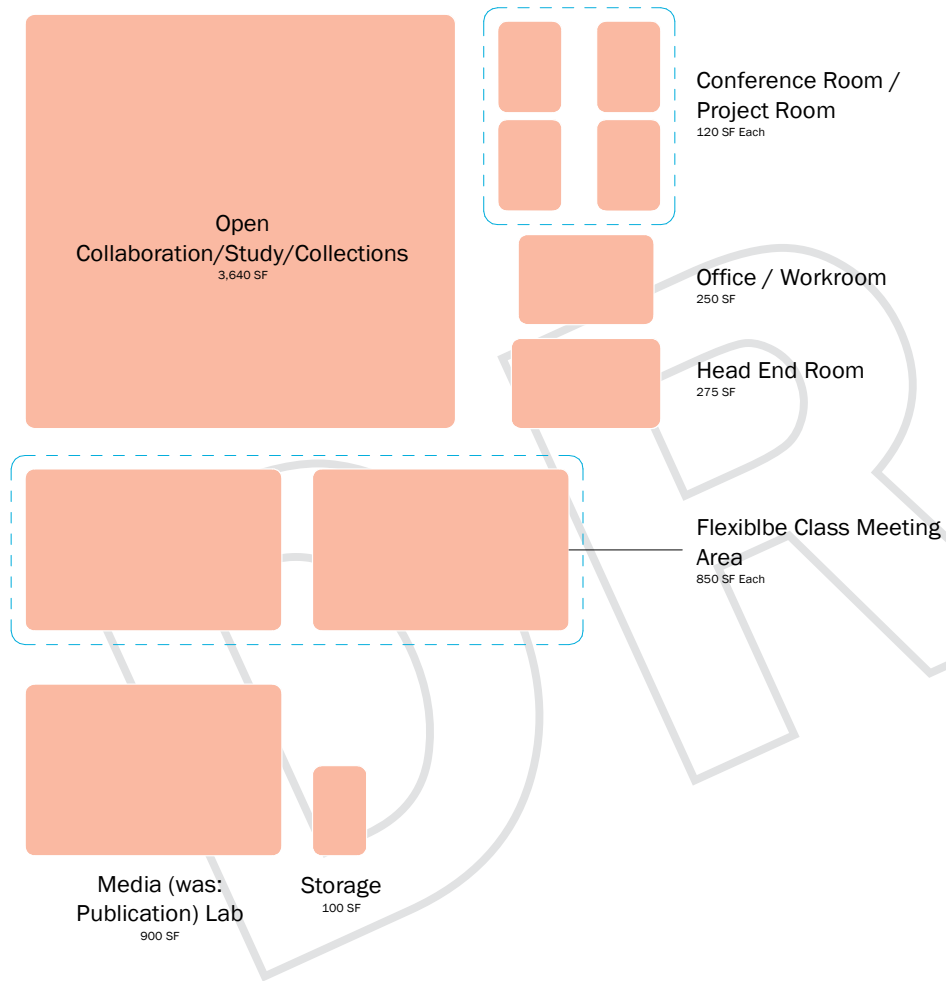 Open
Collaboration/Study/Collections
3,640 SF
Conference Room /
Project Room
120 SF Each
Office / Workroom
250 SF
Head End Room
275 SF
Flexiblbe Class Meeting
Area
850 SF Each
Media (was:
Publication) Lab
900 SF
Storage
100 SF
DR